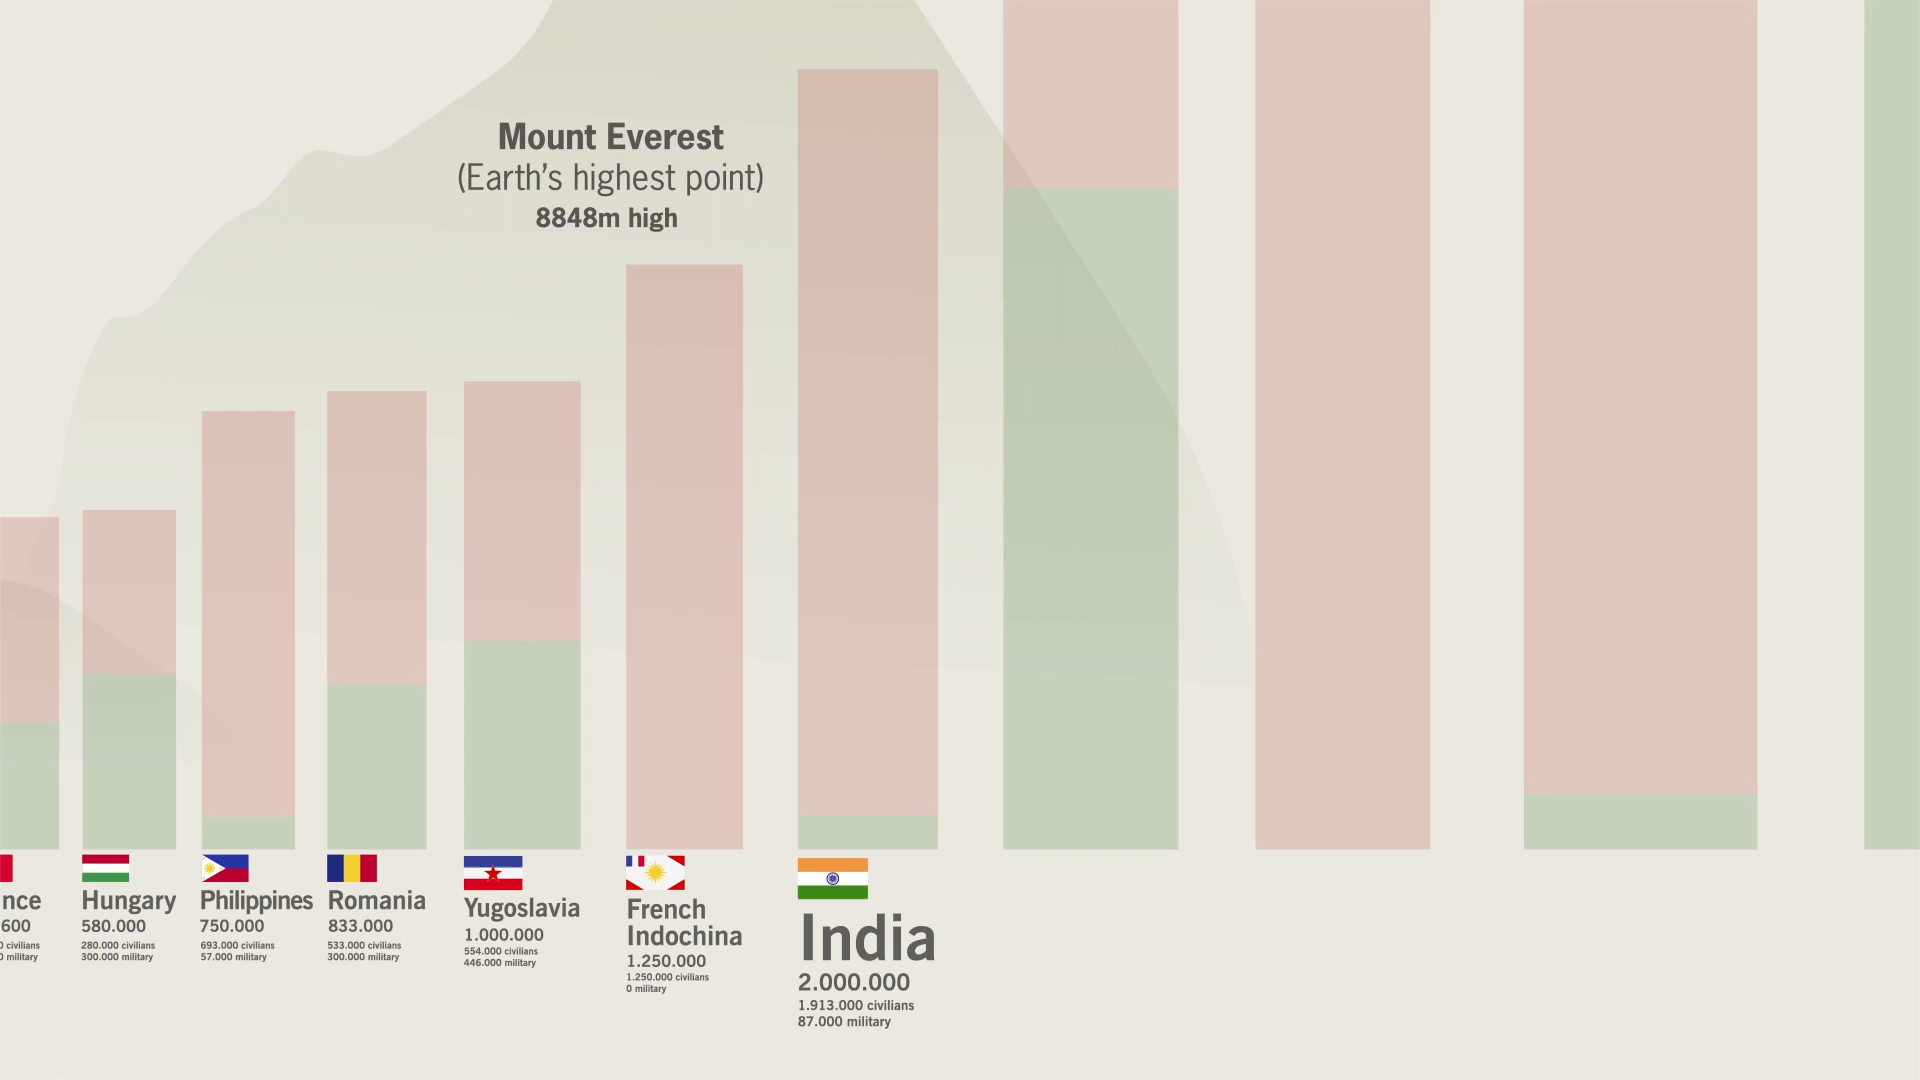 Mount Everest
(Earth's highest point)
8848m high
nce
600
civilians
military
Hungary
580.000
280.000 civilians
300.000 military
Philippines
750.000
693.000 civilians
57.000 military
Romania
833.000
533.000 civilians
300.000 military
Yugoslavia
1.000.000
554.000 civilians
446.000 military
French
Indochina
1.250.000
1.250.000 civilians
0 military
India
2.000.000
1.913.000 civilians
87.000 military